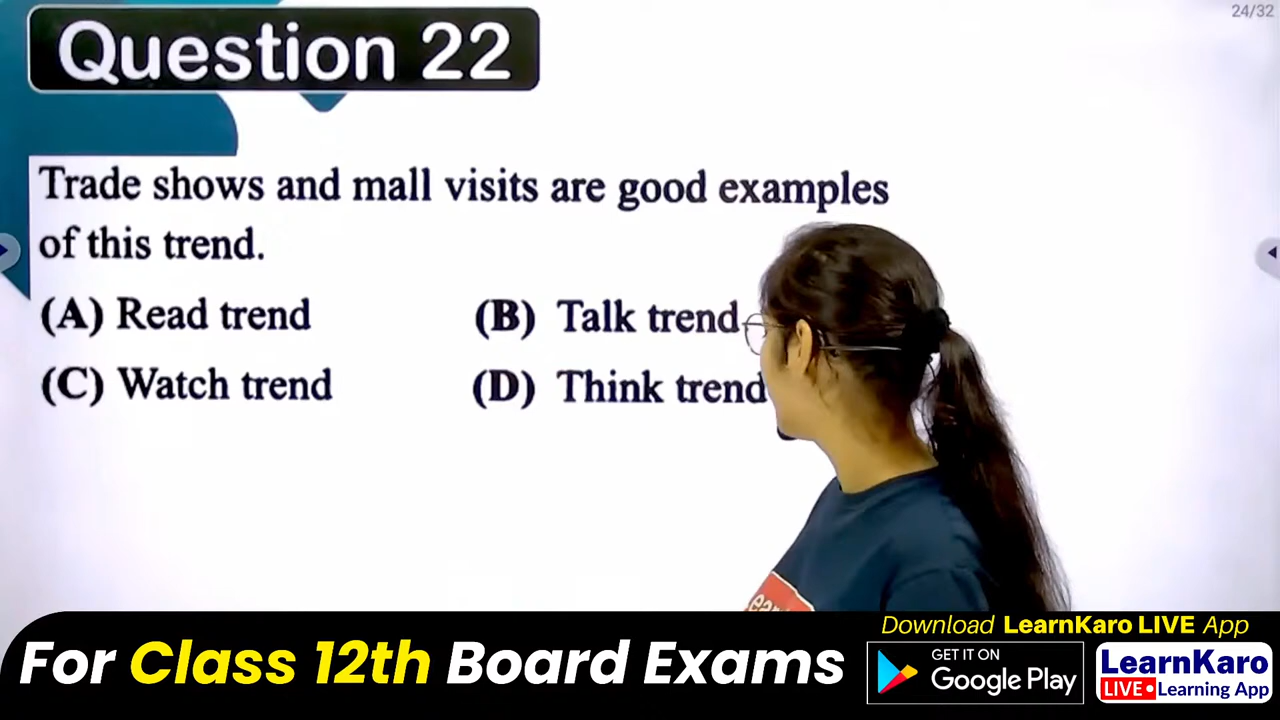 24/32
Question 22
Trade shows and mall visits are good examples
of this trend.
(A) Read trend
(B) Talk trend
(C) Watch trend
(D) Think trend
For Class 12th Board Exams
Download LearnKaro LIVE App
GET IT ON
Google Play
LearnKaro
LIVE Learning App